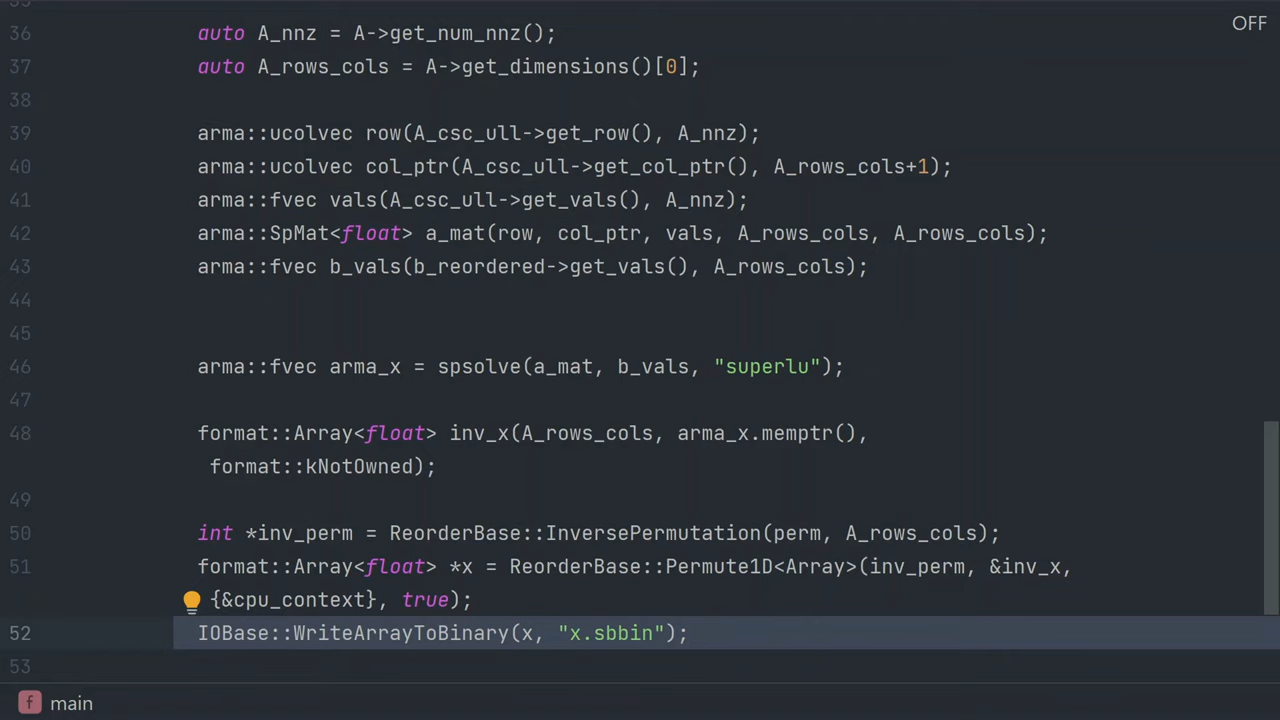 OFF
36 auto A_nnz = A->get_num_nnz();
37 auto A_rows_cols = A->get_dimensions()[0];
38
39 arma::ucolvec row(A_csc_ull->get_row(), A_nnz);
40 arma::ucolvec col_ptr(A_csc_ull->get_col_ptr(), A_rows_cols+1);
41 arma::fvec vals(A_csc_ull->get_vals(), A_nnz);
42 arma::SpMat<float> a_mat(row, col_ptr, vals, A_rows_cols, A_rows_cols);
43 arma::fvec b_vals(b_reordered->get_vals(), A_rows_cols);
44
45
46 arma::fvec arma_x = spsolve(a_mat, b_vals, "superlu");
47
48 format::Array<float> inv_x(A_rows_cols, arma_x.memptr(),
format::kNotOwned);
49
50 int *inv_perm = ReorderBase::InversePermutation(perm, A_rows_cols);
51 format::Array<float> *x = ReorderBase::Permute1D<Array>(inv_perm, &inv_x,
{&cpu_context}, true);
52 IOBase::WriteArrayToBinary(x, "x.sbbin");
53
f main